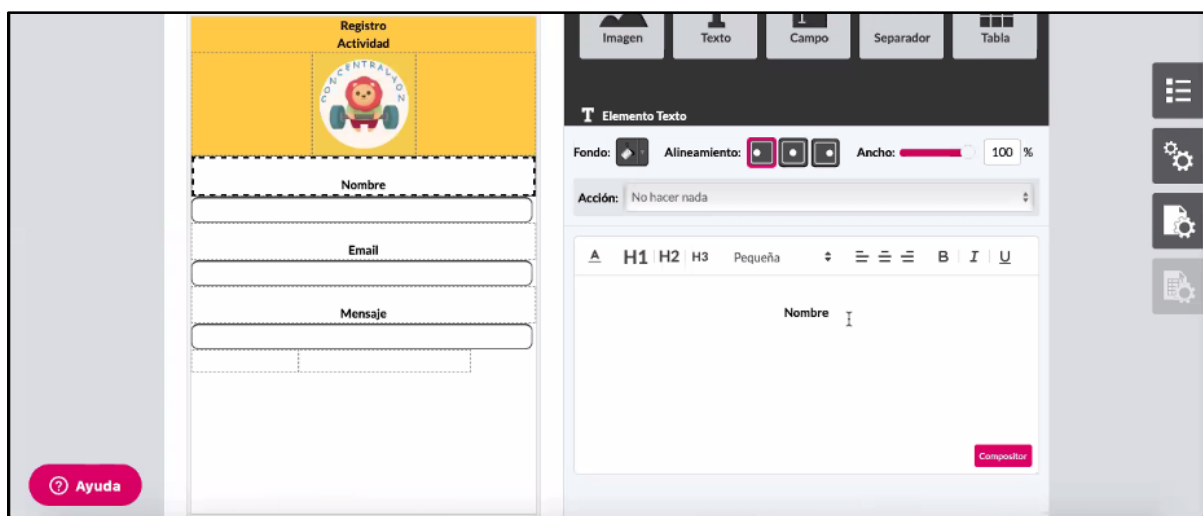 Registro
Actividad
CONCENTRALYON
Nombre
Email
Mensaje
Imagen
Texto
Campo
Separador
Tabla
T Elemento Texto
Fondo:
Alineamiento:
Ancho:
100 %
Acción:
No hacer nada
A H1 H2 H3 Pequeña B I U
Nombre
Compositor
? Ayuda